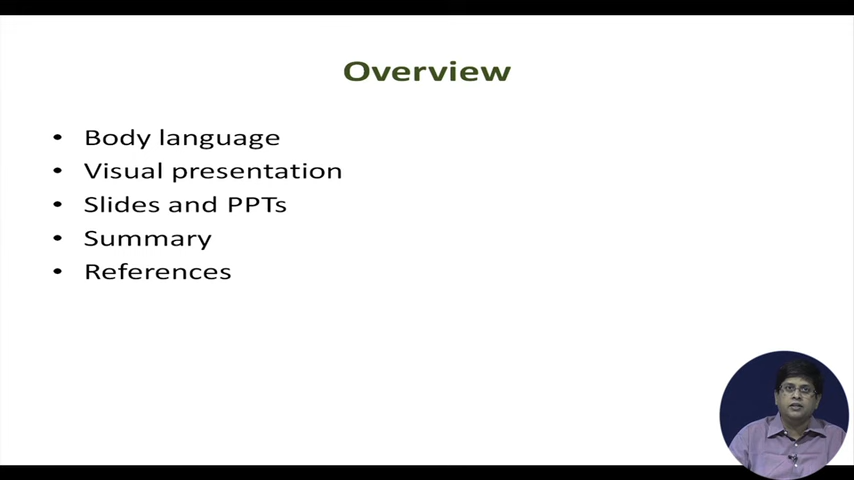 Overview
• Body language
• Visual presentation
• Slides and PPTs
• Summary
• References